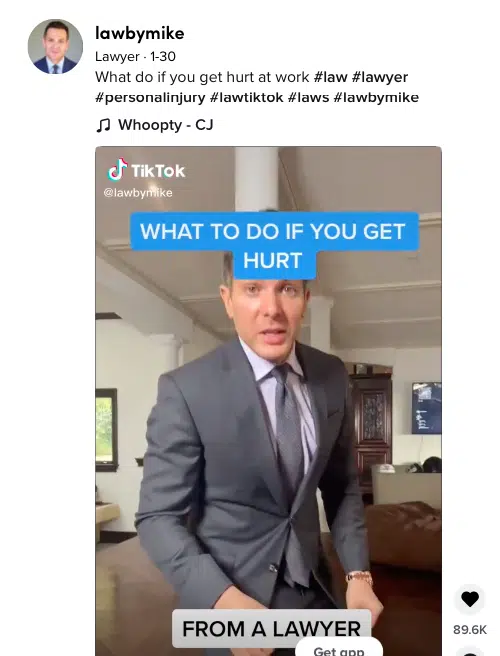 lawbymike
Lawyer · 1-30
What do if you get hurt at work #law #lawyer
#personalinjury #lawtiktok #laws #lawbymike
Whoopty - CJ
TikTok
@lawbymike
WHAT TO DO IF YOU GET
HURT
FROM A LAWYER
Get app
89.6K